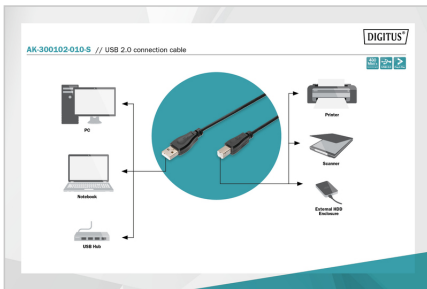 DIGITUS®
AK-300102-010-S // USB 2.0 connection cable
PC
Notebook
USB Hub
Printer
Scanner
External HDD
Enclosure